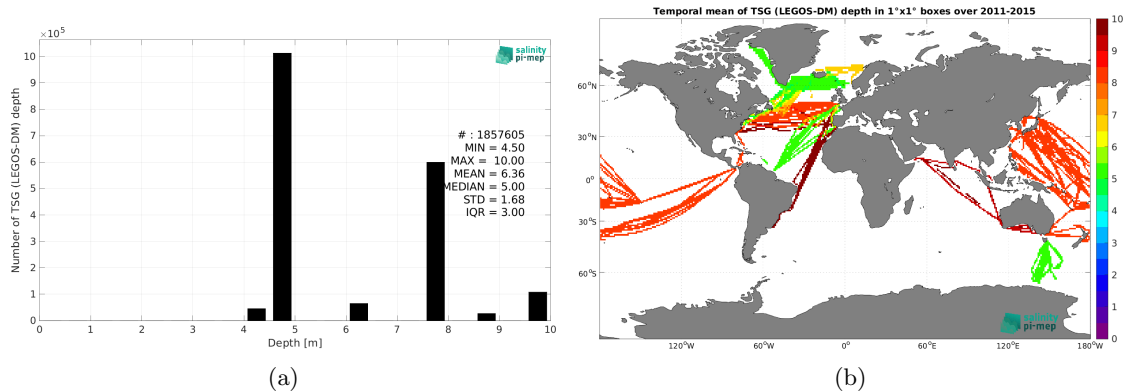 Number of TSG (LEGOS-DM) depth
×10⁵
10
9
8
7
6
5
4
3
2
1
0
salinity
pi-mep
# : 1857605
MIN = 4.50
MAX = 10.00
MEAN = 6.36
MEDIAN = 5.00
STD = 1.68
IQR = 3.00
0 1 2 3 4 5 6 7 8 9 10
Depth [m]
(a)
Temporal mean of TSG (LEGOS-DM) depth in 1°x1° boxes over 2011-2015
60°N
30°N
0°
30°S
60°S
120°W 60°W 0° 60°E 120°E 180°W
salinity
pi-mep
10
9
8
7
6
5
4
3
2
1
0
(b)